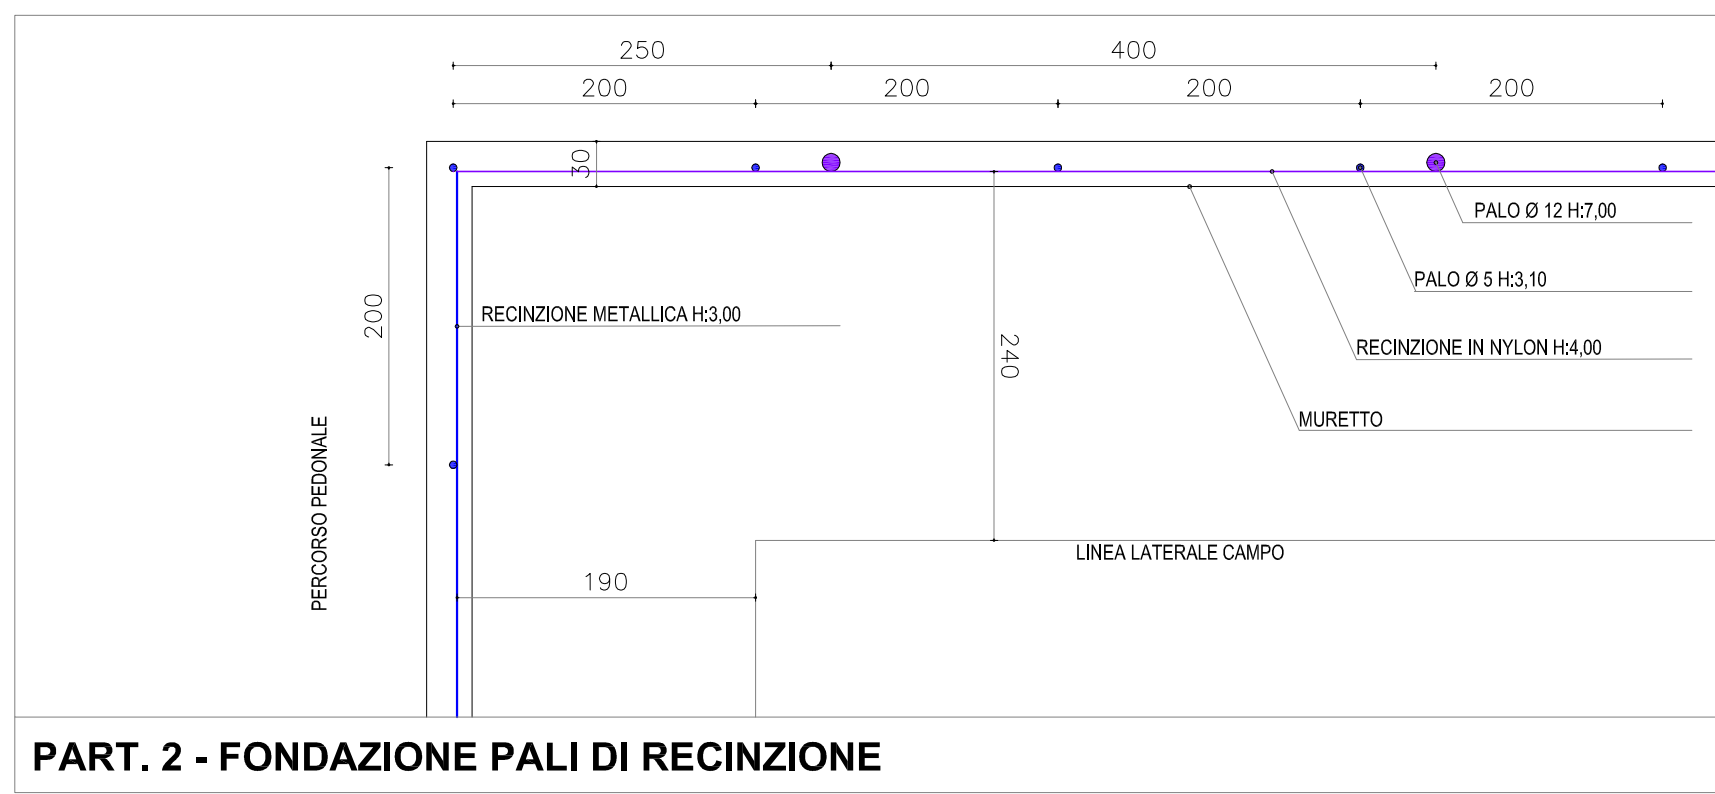 250
400
200
200
200
200
30
PALO Ø 12 H:7,00
PALO Ø 5 H:3,10
200
RECINZIONE METALLICA H:3,00
240
RECINZIONE IN NYLON H:4,00
MURETTO
PERCORSO PEDONALE
LINEA LATERALE CAMPO
190
PART. 2 - FONDAZIONE PALI DI RECINZIONE